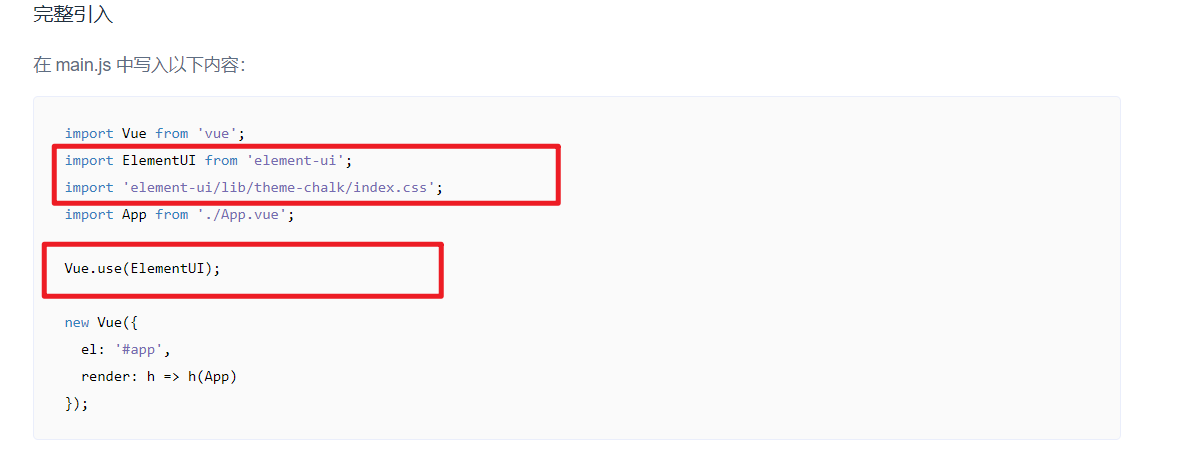 完整引入
在 main.js 中写入以下内容：
import Vue from 'vue';
import ElementUI from 'element-ui';
import 'element-ui/lib/theme-chalk/index.css';
import App from './App.vue';
Vue.use(ElementUI);
new Vue({
  el: '#app',
  render: h => h(App)
});